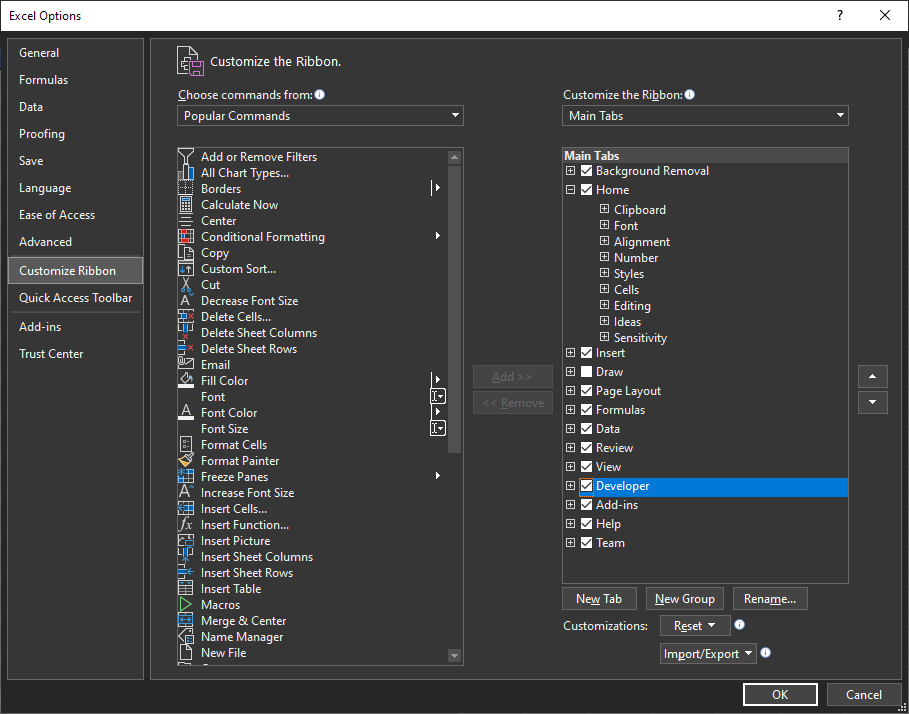 Excel Options
?
General
Formulas
Data
Proofing
Save
Language
Ease of Access
Advanced
Customize Ribbon
Quick Access Toolbar
Add-ins
Trust Center
Customize the Ribbon.
Choose commands from:
Popular Commands
Add or Remove Filters
All Chart Types...
Borders
Calculate Now
Center
Conditional Formatting
Copy
Custom Sort...
Cut
Decrease Font Size
Delete Cells...
Delete Sheet Columns
Delete Sheet Rows
Email
Fill Color
Font
Font Color
Font Size
Format Cells
Format Painter
Freeze Panes
Increase Font Size
Insert Cells...
Insert Function...
Insert Picture
Insert Sheet Columns
Insert Sheet Rows
Insert Table
Macros
Merge & Center
Name Manager
New File
Add >>
<< Remove
Customize the Ribbon:
Main Tabs
Main Tabs
Background Removal
Home
Clipboard
Font
Alignment
Number
Styles
Cells
Editing
Ideas
Sensitivity
Insert
Draw
Page Layout
Formulas
Data
Review
View
Developer
Add-ins
Help
Team
New Tab
New Group
Rename...
Customizations:
Reset
Import/Export
OK
Cancel